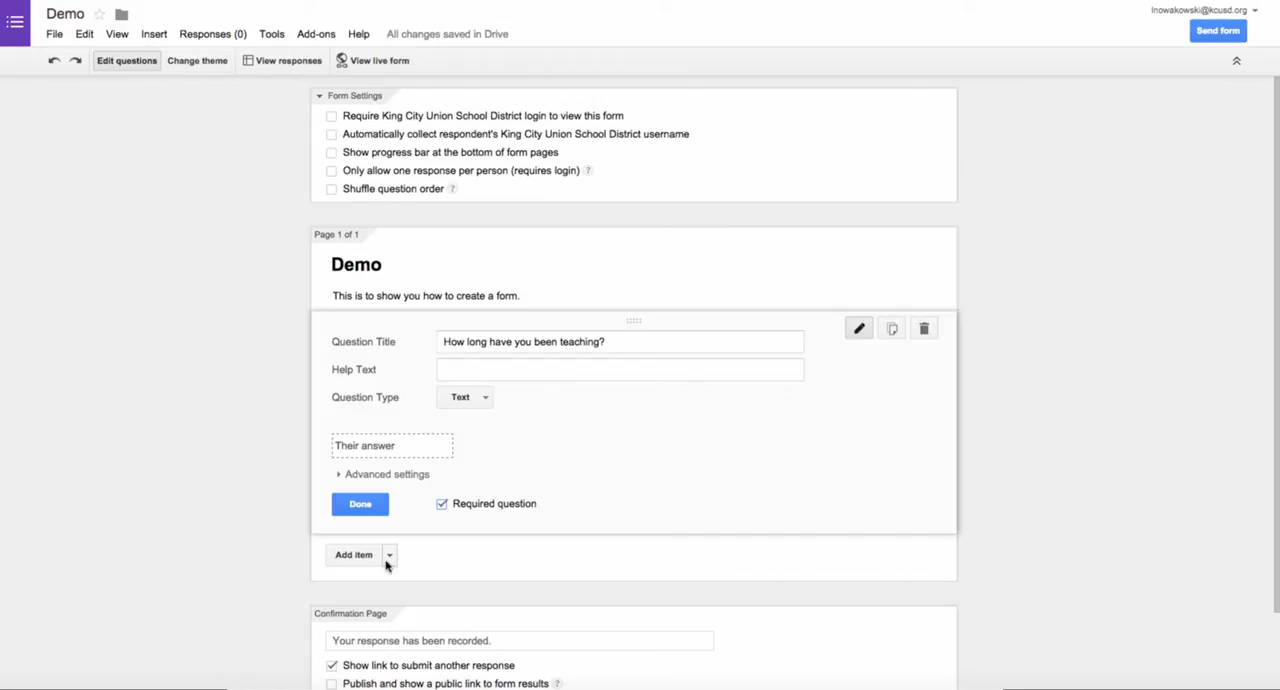 Demo
lnowakowski@kcusd.org
File Edit View Insert Responses (0) Tools Add-ons Help All changes saved in Drive
Send form
Edit questions Change theme View responses View live form
Form Settings
Require King City Union School District login to view this form
Automatically collect respondent's King City Union School District username
Show progress bar at the bottom of form pages
Only allow one response per person (requires login) ?
Shuffle question order ?
Page 1 of 1
Demo
This is to show you how to create a form.
Question Title How long have you been teaching?
Help Text
Question Type Text
Their answer
Advanced settings
Done Required question
Add item
Confirmation Page
Your response has been recorded.
Show link to submit another response
Publish and show a public link to form results ?